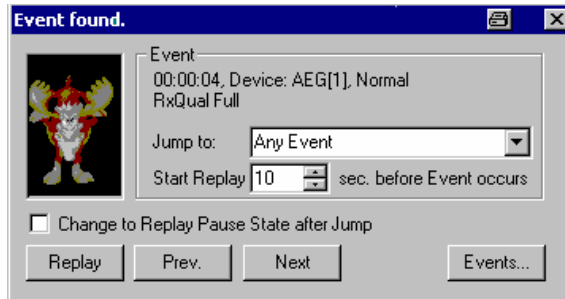 Event found.
Event
00:00:04, Device: AEG[1], Normal
RxQual Full
Jump to: Any Event
Start Replay 10 sec. before Event occurs
Change to Replay Pause State after Jump
Replay Prev. Next Events...